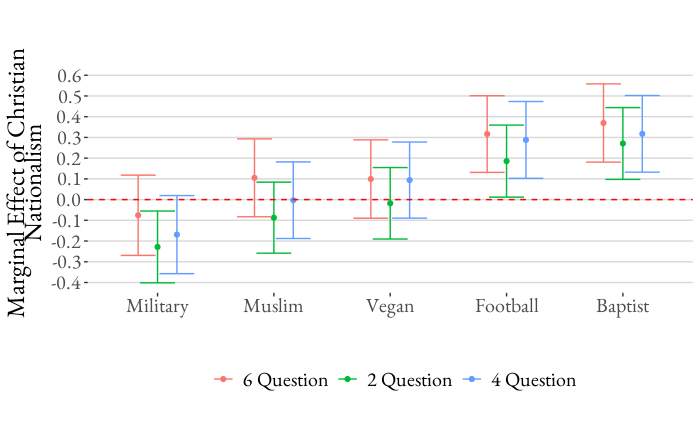 Marginal Effect of Christian
Nationalism
0.6
0.5
0.4
0.3
0.2
0.1
0.0
-0.1
-0.2
-0.3
-0.4
Military Muslim Vegan Football Baptist
6 Question 2 Question 4 Question